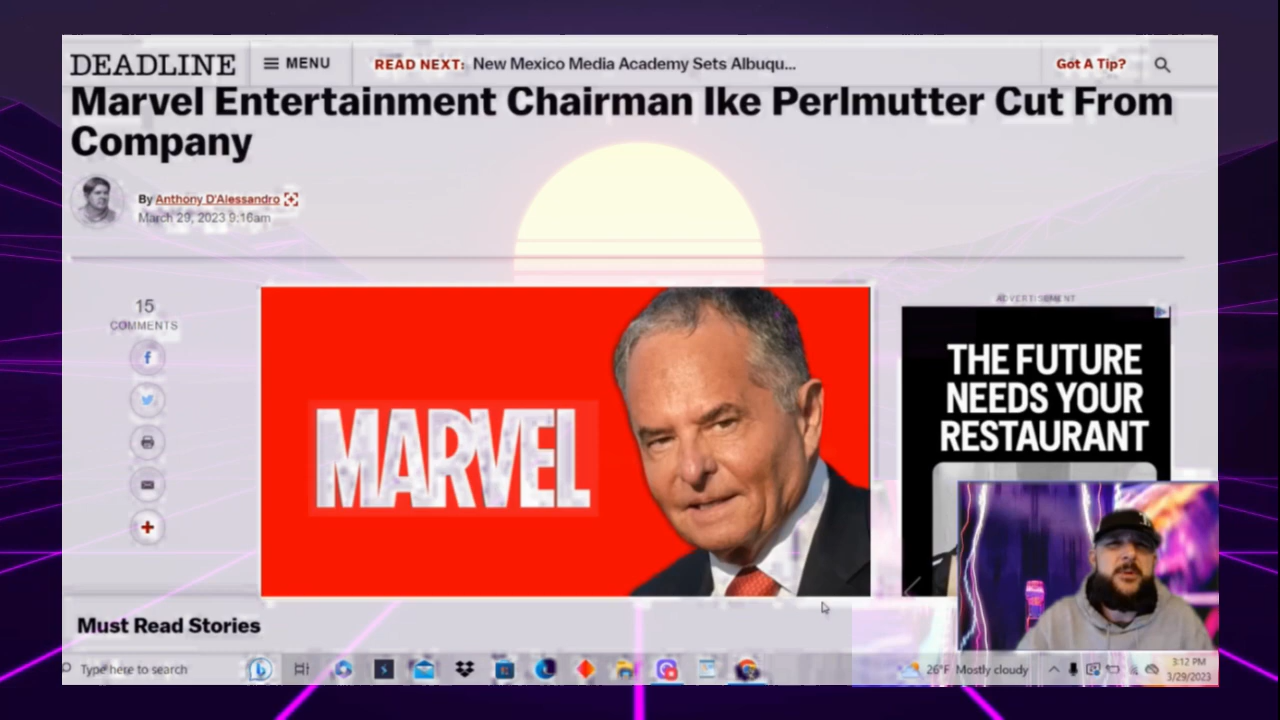 DEADLINE
MENU
READ NEXT: New Mexico Media Academy Sets Albuqu...
Got A Tip?
Marvel Entertainment Chairman Ike Perlmutter Cut From
Company
By Anthony D'Alessandro
March 29, 2023 9:16am
15
COMMENTS
MARVEL
ADVERTISEMENT
THE FUTURE
NEEDS YOUR
RESTAURANT
Must Read Stories
Type here to search
26°F Mostly cloudy
3:12 PM
3/29/2023